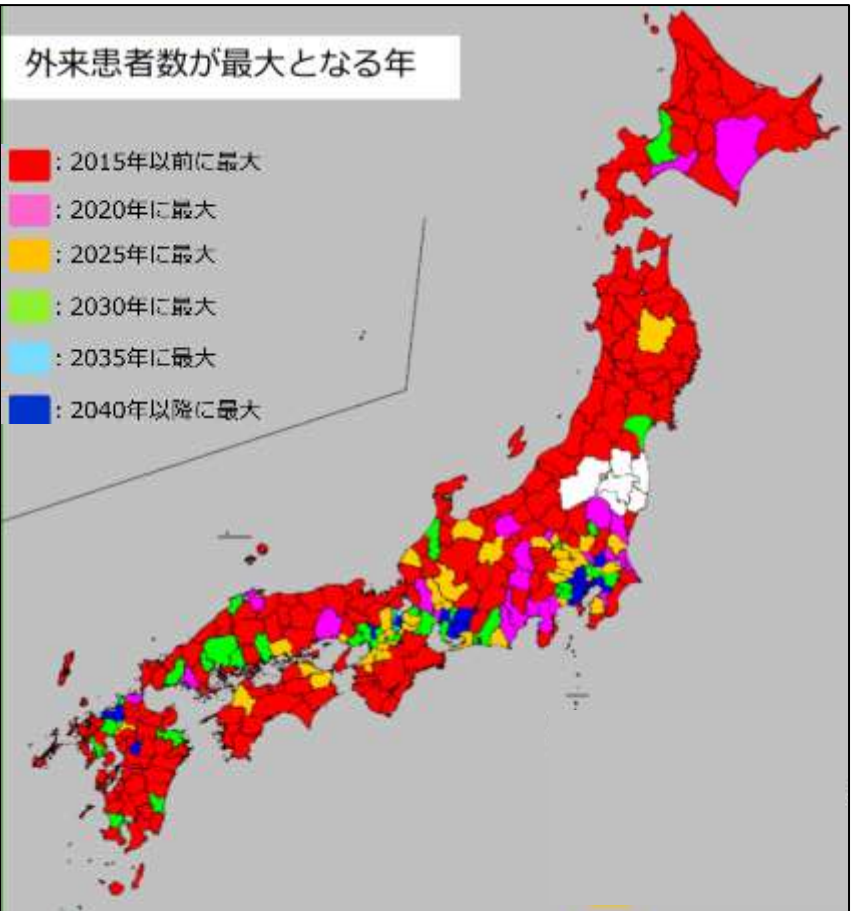 外来患者数が最大となる年
：2015年以前に最大
：2020年に最大
：2025年に最大
：2030年に最大
：2035年に最大
：2040年以降に最大